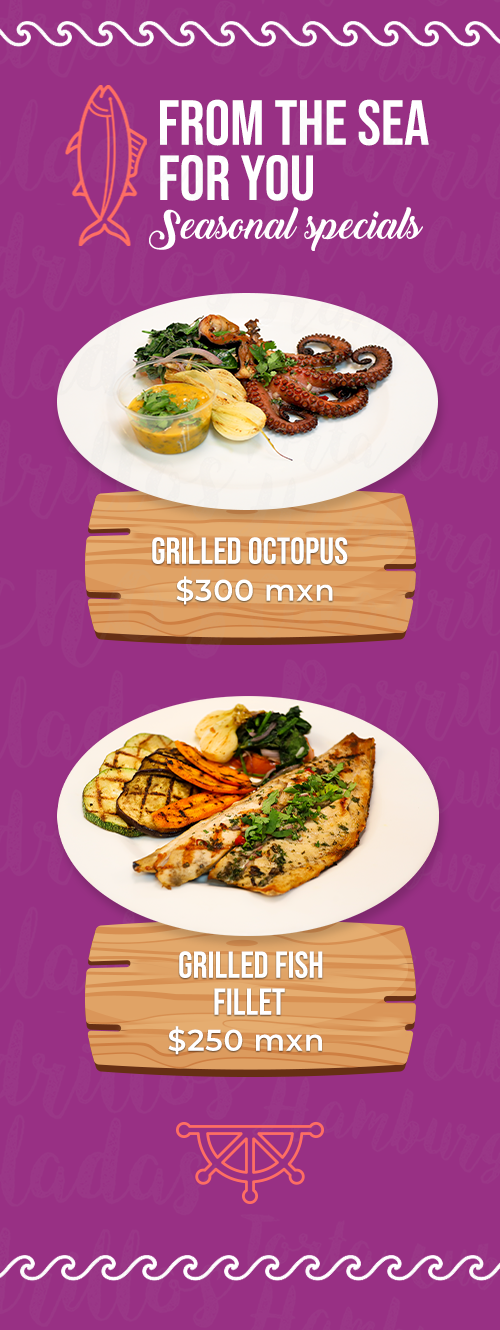 FROM THE SEA
FOR YOU
Seasonal specials
GRILLED OCTOPUS
$300 mxn
GRILLED FISH
FILLET
$250 mxn